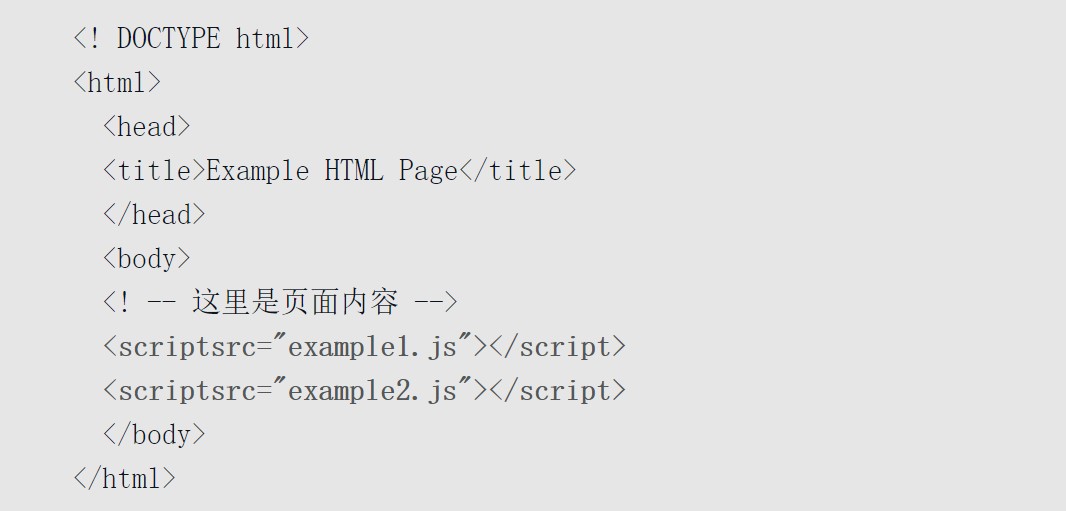 <! DOCTYPE html>
<html>
<head>
<title>Example HTML Page</title>
</head>
<body>
<! -- 这里是页面内容 -->
<scriptsrc="example1.js"></script>
<scriptsrc="example2.js"></script>
</body>
</html>